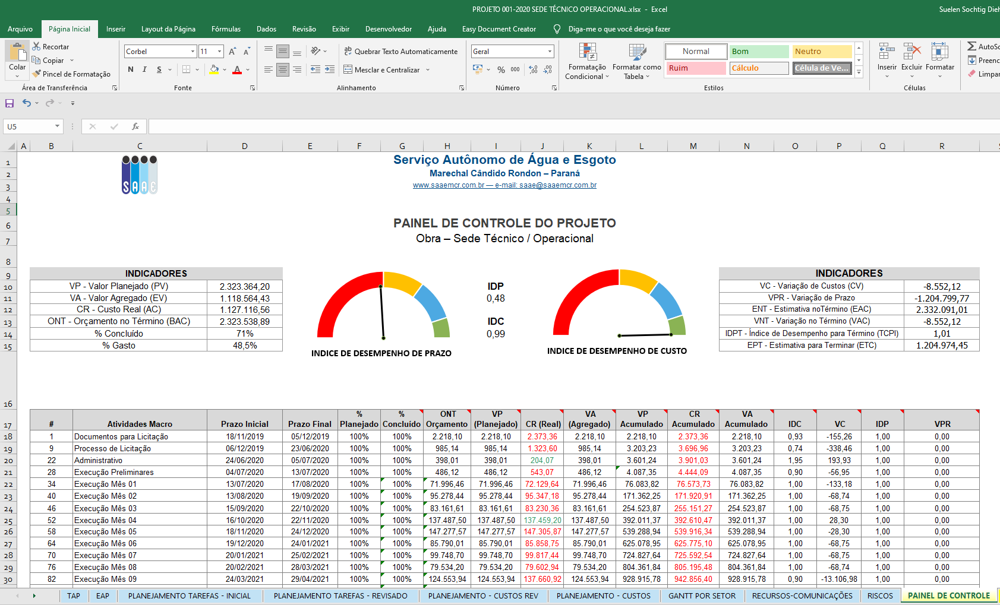 PROJETO 001-2020 SEDE TÉCNICO OPERACIONAL.xlsx - Excel
Suelen Sochtig Dieh
Arquivo Página Inicial Inserir Layout da Página Fórmulas Dados Revisão Exibir Desenvolvedor Ajuda Easy Document Creator Diga-me o que você deseja fazer
Colar
Recortar
Copiar
Pincel de Formatação
Área de Transferência
Corbel 11
N I S
Fonte
Quebrar Texto Automaticamente
Mesclar e Centralizar
Alinhamento
Geral
% 000
Número
Formatação Condicional
Formatar como Tabela
Normal Bom Neutro
Ruim Cálculo Célula de Ve...
Estilos
Inserir Excluir Formatar
Células
AutoSo
Preenc
Limpar
U5 fx
A B C D E F G H I J K L M N O P Q R
SAAE
Serviço Autônomo de Água e Esgoto
Marechal Cândido Rondon – Paraná
www.saaemcr.com.br — e-mail: saae@saaemcr.com.br
PAINEL DE CONTROLE DO PROJETO
Obra – Sede Técnico / Operacional
INDICADORES
VP - Valor Planejado (PV) 2.323.364,20
VA - Valor Agregado (EV) 1.118.564,43
CR - Custo Real (AC) 1.127.116,56
ONT - Orçamento no Término (BAC) 2.323.538,89
% Concluído 71%
% Gasto 48,5%
INDICE DE DESEMPENHO DE PRAZO
IDP
0,48
IDC
0,99
INDICE DE DESEMPENHO DE CUSTO
INDICADORES
VC - Variação de Custos (CV) -8.552,12
VPR - Variação de Prazo -1.204.799,77
ENT - Estimativa noTérmino (EAC) 2.332.091,01
VNT - Variação no Término (VAC) -8.552,12
IDPT - Índice de Desempenho para Término (TCPI) 1,01
EPT - Estimativa para Terminar (ETC) 1.204.974,45
# Atividades Macro Prazo Inicial Prazo Final % Planejado % Concluído ONT Orçamento VP (Planejado) CR (Real) VA (Agregado) VP Acumulado CR Acumulado VA Acumulado IDC VC IDP VPR
1 Documentos para Licitação 18/11/2019 05/12/2019 100% 100% 2.218,10 2.218,10 2.373,36 2.218,10 2.218,10 2.373,36 2.218,10 0,93 -155,26 1,00 0,00
9 Processo de Licitação 06/12/2019 23/06/2020 100% 100% 985,14 985,14 1.323,60 985,14 3.203,23 3.696,96 3.203,23 0,74 -338,46 1,00 0,00
22 Administrativo 24/06/2020 05/07/2020 100% 100% 398,01 398,01 204,07 398,01 3.601,24 3.901,03 3.601,24 1,95 193,93 1,00 0,00
28 Execução Preliminares 04/07/2020 13/07/2020 100% 100% 486,12 486,12 543,07 486,12 4.087,35 4.444,09 4.087,35 0,90 -56,95 1,00 0,00
34 Execução Mês 01 13/07/2020 17/08/2020 100% 100% 71.996,46 71.996,46 72.129,64 71.996,46 76.083,82 76.573,73 76.083,82 1,00 -133,18 1,00 0,00
40 Execução Mês 02 13/08/2020 19/09/2020 100% 100% 95.278,44 95.278,44 95.347,18 95.278,44 171.362,25 171.920,91 171.362,25 1,00 -68,74 1,00 0,00
46 Execução Mês 03 15/09/2020 22/10/2020 100% 100% 83.161,61 83.161,61 83.230,36 83.161,61 254.523,87 255.151,27 254.523,87 1,00 -68,75 1,00 0,00
52 Execução Mês 04 16/10/2020 22/11/2020 100% 100% 137.487,50 137.487,50 137.459,20 137.487,50 392.011,37 392.610,47 392.011,37 1,00 28,30 1,00 0,00
58 Execução Mês 05 18/11/2020 24/12/2020 100% 100% 147.277,57 147.277,57 147.305,87 147.277,57 539.288,94 539.916,34 539.288,94 1,00 -28,30 1,00 0,00
64 Execução Mês 06 19/12/2020 24/01/2021 100% 100% 85.790,01 85.790,01 85.858,75 85.790,01 625.078,95 625.775,10 625.078,95 1,00 -68,75 1,00 0,00
70 Execução Mês 07 20/01/2021 25/02/2021 100% 100% 99.748,70 99.748,70 99.817,44 99.748,70 724.827,64 725.592,54 724.827,64 1,00 -68,75 1,00 0,00
76 Execução Mês 08 20/02/2021 28/03/2021 100% 100% 79.534,20 79.534,20 79.602,94 79.534,20 804.361,84 805.195,48 804.361,84 1,00 -68,74 1,00 0,00
82 Execução Mês 09 24/03/2021 29/04/2021 100% 100% 124.553,94 124.553,94 137.660,92 124.553,94 928.915,78 942.856,40 928.915,78 0,90 -13.106,98 1,00 0,00
TAP EAP PLANEJAMENTO TAREFAS - INICIAL PLANEJAMENTO TAREFAS - REVISADO PLANEJAMENTO - CUSTOS REV PLANEJAMENTO - CUSTOS GANTT POR SETOR RECURSOS-COMUNICAÇÕES RISCOS PAINEL DE CONTROLE